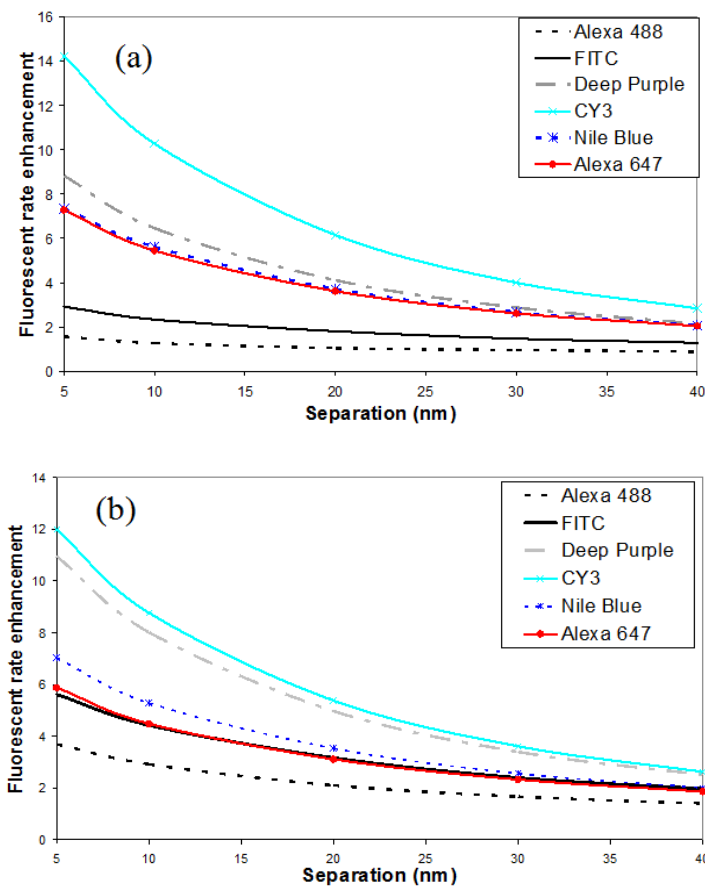 16
14
12
10
8
6
4
2
0
Fluorescent rate enhancement
(a)
Alexa 488
FITC
Deep Purple
CY3
Nile Blue
Alexa 647
5 10 15 20 25 30 35 40
Separation (nm)
14
12
10
8
6
4
2
0
Fluorescent rate enhancement
(b)
Alexa 488
FITC
Deep Purple
CY3
Nile Blue
Alexa 647
5 10 15 20 25 30 35 40
Separation (nm)